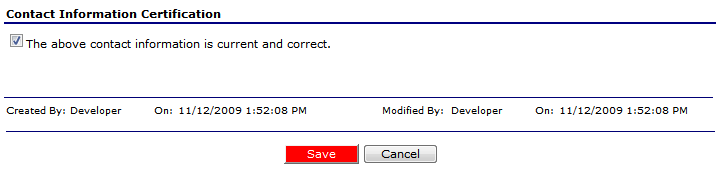 Contact Information Certification
The above contact information is current and correct.
Created By: Developer On: 11/12/2009 1:52:08 PM Modified By: Developer On: 11/12/2009 1:52:08 PM
Save Cancel